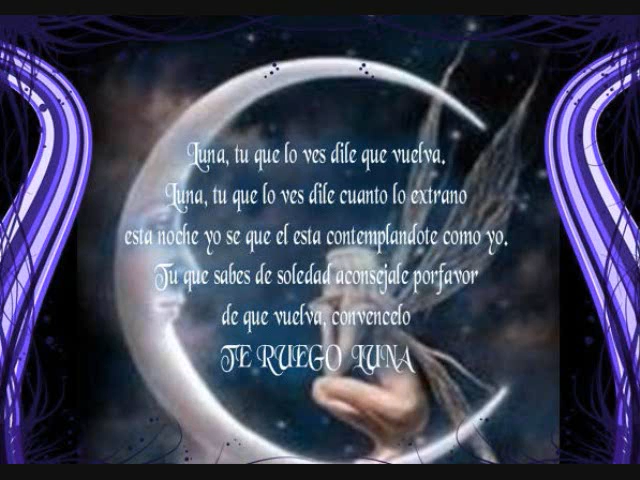 Luna, tu que lo ves dile que vuelva.
Luna, tu que lo ves dile cuanto lo extrano
esta noche yo se que el esta contemplandote como yo.
Tu que sabes de soledad aconsejale porfavor
de que vuelva, convencelo
TE RUEGO LUNA